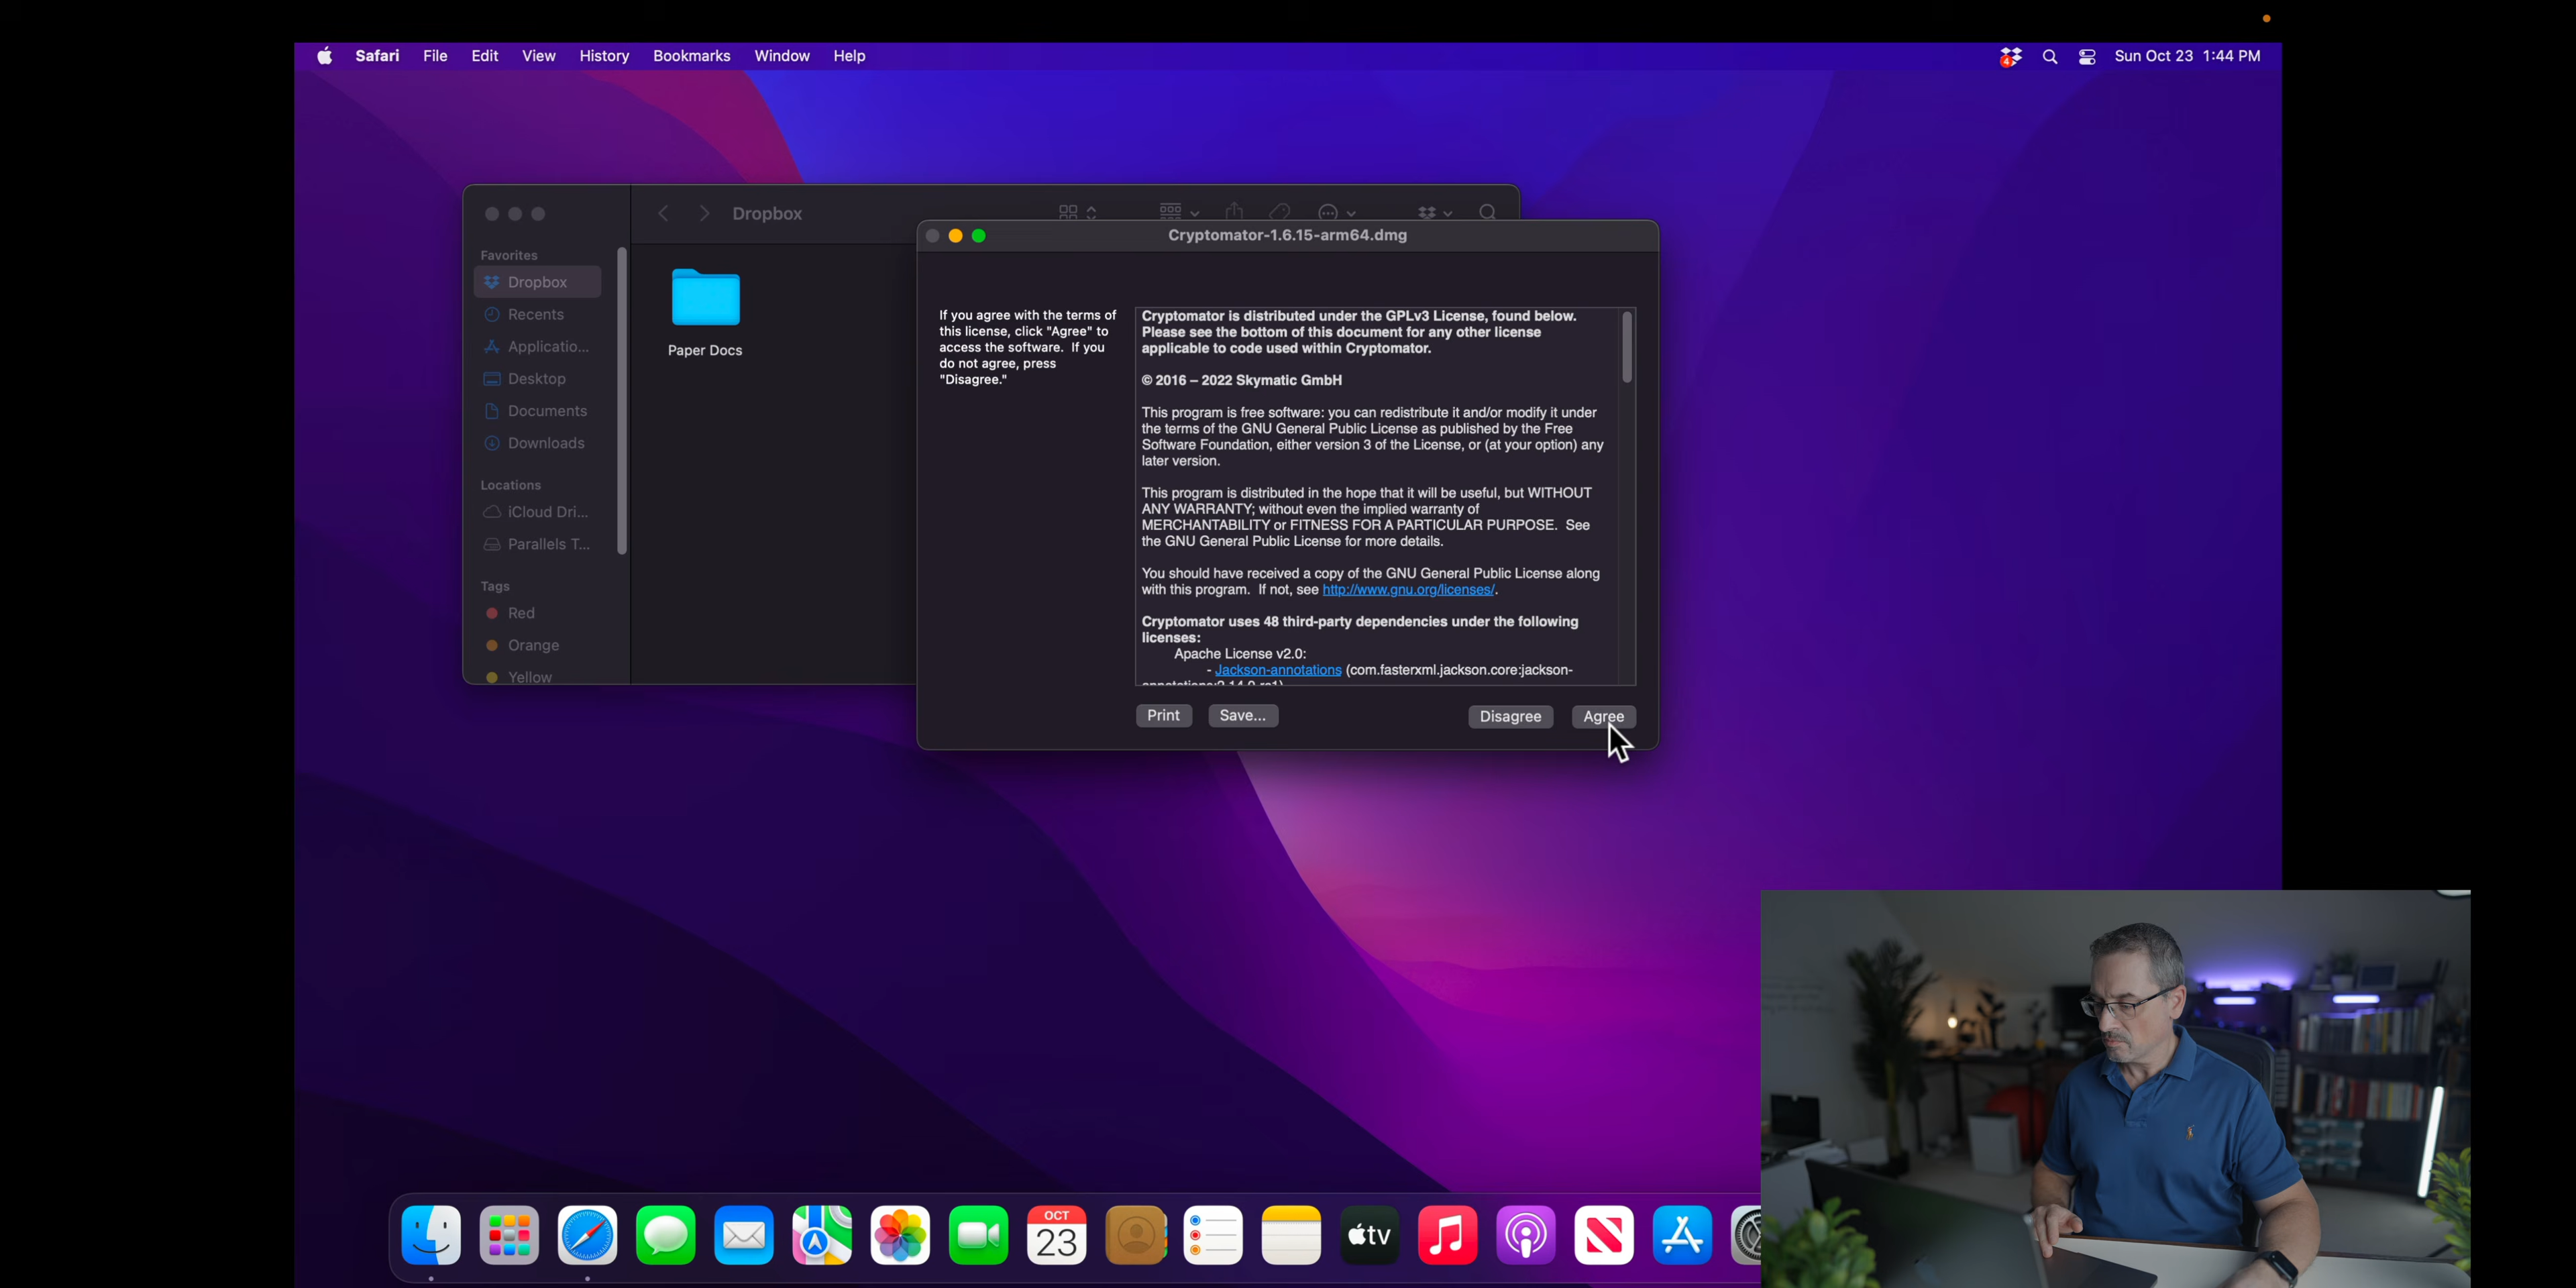 Safari File Edit View History Bookmarks Window Help
4
Sun Oct 23 1:44 PM
Dropbox
Favorites
Dropbox
Recents
Applicatio...
Desktop
Documents
Downloads
Locations
iCloud Dri...
Parallels T...
Tags
Red
Orange
Yellow
Paper Docs
Cryptomator-1.6.15-arm64.dmg
If you agree with the terms of
this license, click "Agree" to
access the software. If you
do not agree, press
"Disagree."
Cryptomator is distributed under the GPLv3 License, found below.
Please see the bottom of this document for any other license
applicable to code used within Cryptomator.
© 2016 – 2022 Skymatic GmbH
This program is free software: you can redistribute it and/or modify it under
the terms of the GNU General Public License as published by the Free
Software Foundation, either version 3 of the License, or (at your option) any
later version.
This program is distributed in the hope that it will be useful, but WITHOUT
ANY WARRANTY; without even the implied warranty of
MERCHANTABILITY or FITNESS FOR A PARTICULAR PURPOSE. See
the GNU General Public License for more details.
You should have received a copy of the GNU General Public License along
with this program. If not, see http://www.gnu.org/licenses/.
Cryptomator uses 48 third-party dependencies under the following
licenses:
Apache License v2.0:
- Jackson-annotations (com.fasterxml.jackson.core:jackson-
annotations:2.14.0-rc1)
Print Save... Disagree Agree
OCT
23
tv